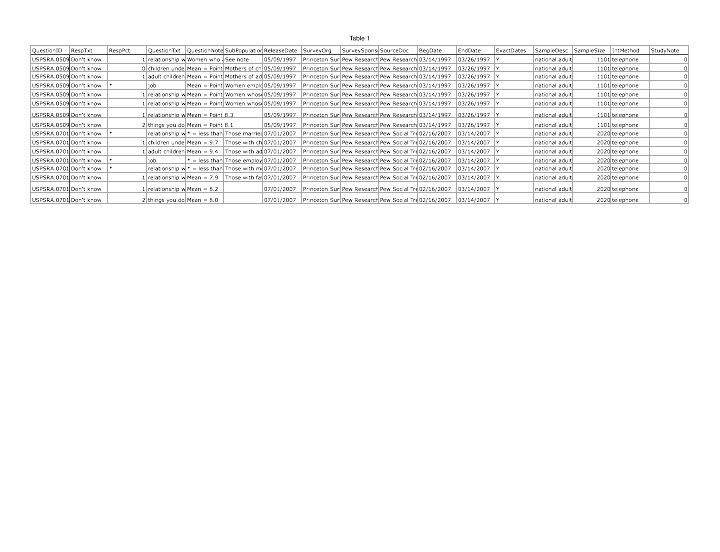 Table 1
QuestionID RespTxt RespPct QuestionTxt QuestionNote SubPopulation ReleaseDate SurveyOrg SurveySpons SourceDoc BegDate EndDate ExactDates SampleDesc SampleSize IntMethod StudyNote
USPSRA.0509 Don't know 1 relationship w Women who See note 05/09/1997 Princeton Sur Pew Research Pew Research 03/14/1997 03/26/1997 Y national adult 1101 telephone 0
USPSRA.0509 Don't know 0 children unde Mean = Point Mothers of ch 05/09/1997 Princeton Sur Pew Research Pew Research 03/14/1997 03/26/1997 Y national adult 1101 telephone 0
USPSRA.0509 Don't know 1 adult children Mean = Point Mothers of ad 05/09/1997 Princeton Sur Pew Research Pew Research 03/14/1997 03/26/1997 Y national adult 1101 telephone 0
USPSRA.0509 Don't know * job Mean = Point Women emplo 05/09/1997 Princeton Sur Pew Research Pew Research 03/14/1997 03/26/1997 Y national adult 1101 telephone 0
USPSRA.0509 Don't know 1 relationship w Mean = Point Women whose 05/09/1997 Princeton Sur Pew Research Pew Research 03/14/1997 03/26/1997 Y national adult 1101 telephone 0
USPSRA.0509 Don't know 1 relationship w Mean = Point Women whose 05/09/1997 Princeton Sur Pew Research Pew Research 03/14/1997 03/26/1997 Y national adult 1101 telephone 0
USPSRA.0509 Don't know 1 relationship w Mean = Point 8.3 05/09/1997 Princeton Sur Pew Research Pew Research 03/14/1997 03/26/1997 Y national adult 1101 telephone 0
USPSRA.0509 Don't know 2 things you do Mean = Point 8.1 05/09/1997 Princeton Sur Pew Research Pew Research 03/14/1997 03/26/1997 Y national adult 1101 telephone 0
USPSRA.0701 Don't know * relationship w * = less than Those married 07/01/2007 Princeton Sur Pew Research Pew Social Tre 02/16/2007 03/14/2007 Y national adult 2020 telephone 0
USPSRA.0701 Don't know 1 children unde Mean = 9.7 Those with ch 07/01/2007 Princeton Sur Pew Research Pew Social Tre 02/16/2007 03/14/2007 Y national adult 2020 telephone 0
USPSRA.0701 Don't know 1 adult children Mean = 9.4 Those with ad 07/01/2007 Princeton Sur Pew Research Pew Social Tre 02/16/2007 03/14/2007 Y national adult 2020 telephone 0
USPSRA.0701 Don't know * job * = less than Those employ 07/01/2007 Princeton Sur Pew Research Pew Social Tre 02/16/2007 03/14/2007 Y national adult 2020 telephone 0
USPSRA.0701 Don't know * relationship w * = less than Those with mo 07/01/2007 Princeton Sur Pew Research Pew Social Tre 02/16/2007 03/14/2007 Y national adult 2020 telephone 0
USPSRA.0701 Don't know 1 relationship w Mean = 7.9 Those with fat 07/01/2007 Princeton Sur Pew Research Pew Social Tre 02/16/2007 03/14/2007 Y national adult 2020 telephone 0
USPSRA.0701 Don't know 1 relationship w Mean = 8.2 07/01/2007 Princeton Sur Pew Research Pew Social Tre 02/16/2007 03/14/2007 Y national adult 2020 telephone 0
USPSRA.0701 Don't know 2 things you do Mean = 8.0 07/01/2007 Princeton Sur Pew Research Pew Social Tre 02/16/2007 03/14/2007 Y national adult 2020 telephone 0